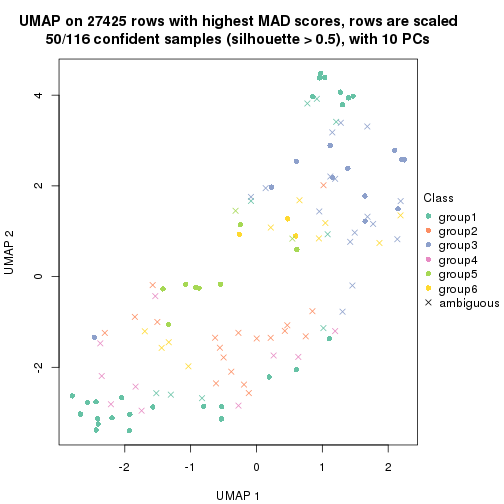 UMAP on 27425 rows with highest MAD scores, rows are scaled
50/116 confident samples (silhouette > 0.5), with 10 PCs
4
2
0
-2
UMAP 2
-2
-1
0
1
2
UMAP 1
Class
group1
group2
group3
group4
group5
group6
ambiguous